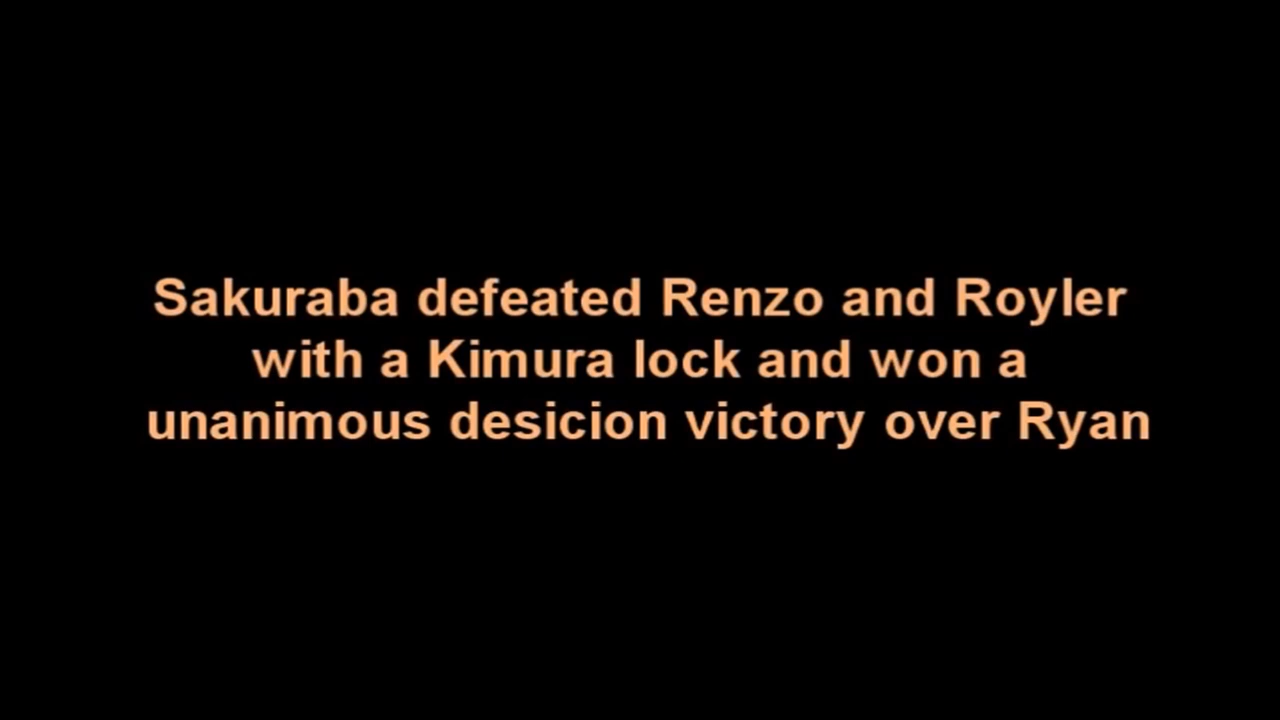 Sakuraba defeated Renzo and Royler
with a Kimura lock and won a
unanimous desicion victory over Ryan